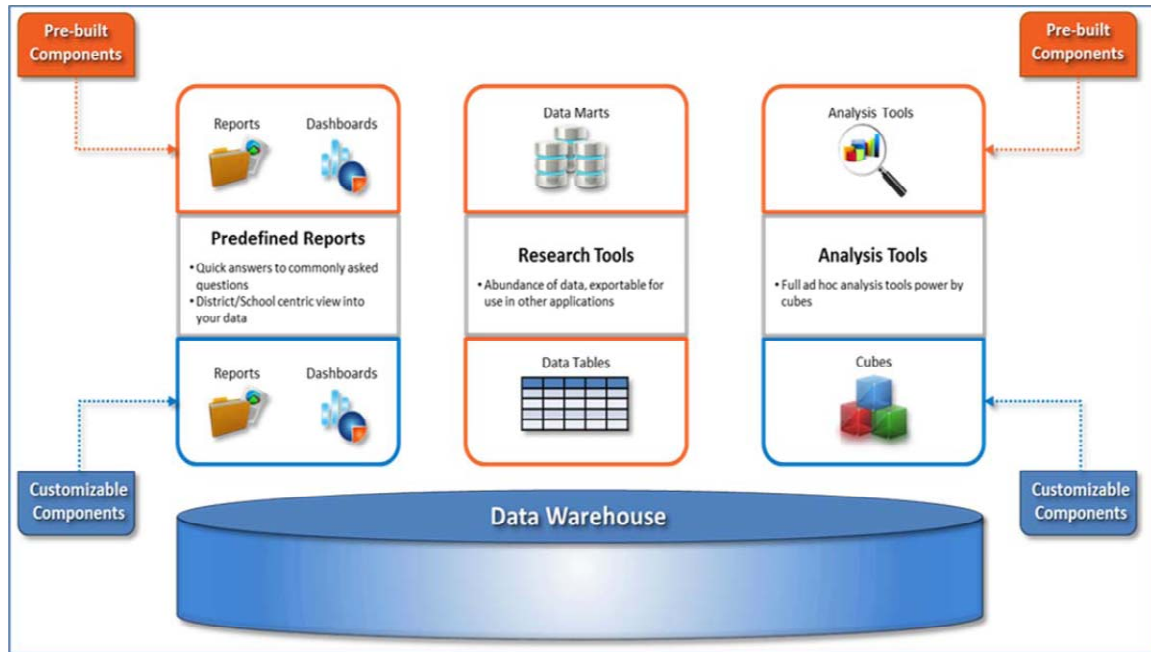 Pre-built
Components
Pre-built
Components
Reports
Dashboards
Data Marts
Analysis Tools
Predefined Reports
• Quick answers to commonly asked
questions
• District/School centric view into
your data
Research Tools
• Abundance of data, exportable for
use in other applications
Analysis Tools
• Full ad hoc analysis tools power by
cubes
Reports
Dashboards
Data Tables
Cubes
Customizable
Components
Customizable
Components
Data Warehouse